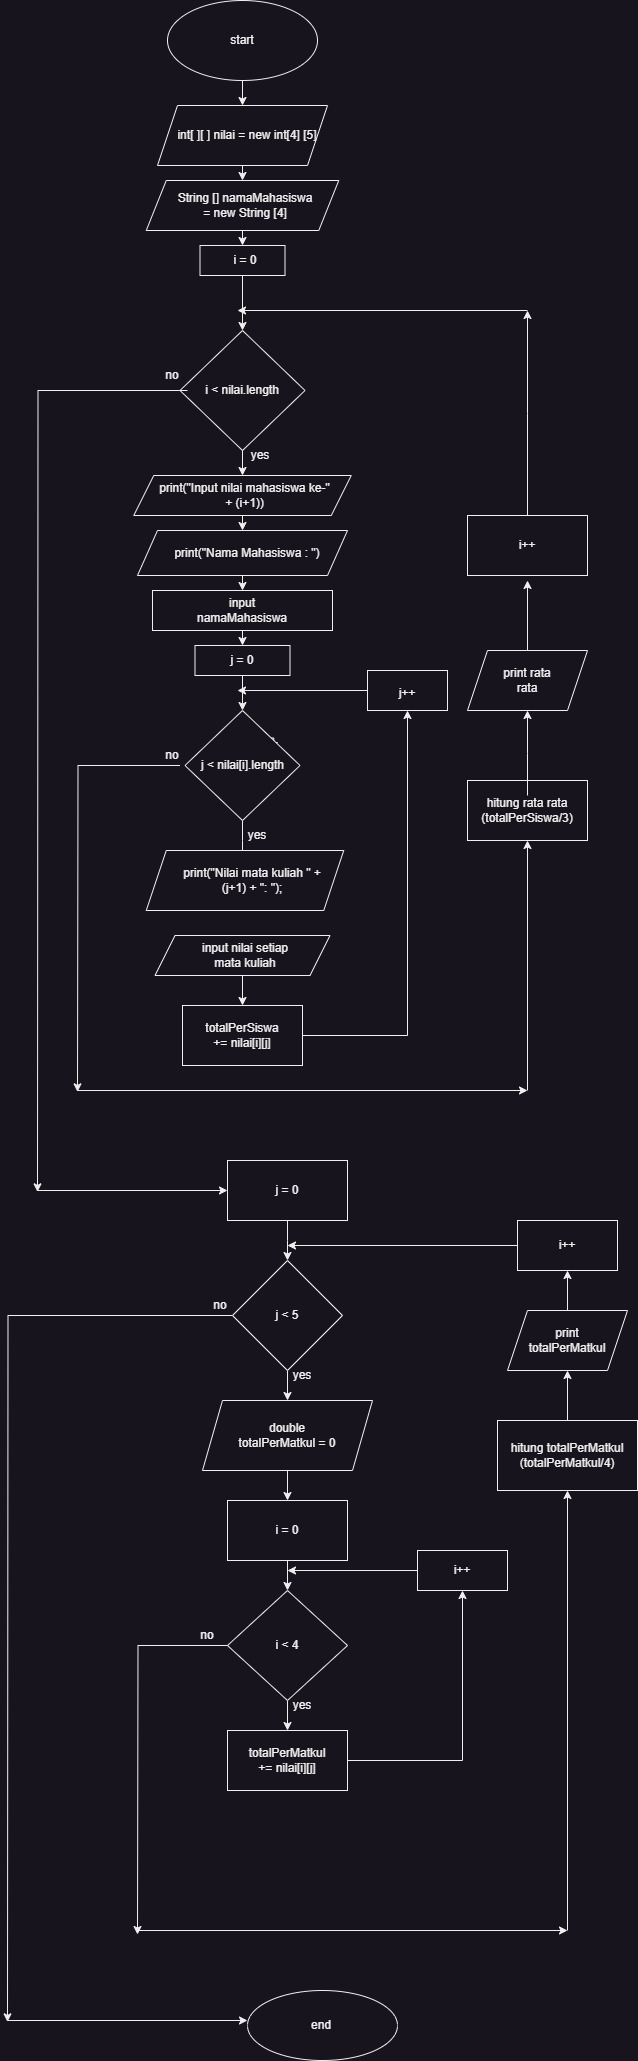 start
int[ ][ ] nilai = new int[4] [5]
String [] namaMahasiswa
= new String [4]
i = 0
no
i < nilai.length
yes
print("Input nilai mahasiswa ke-"
+ (i+1))
print("Nama Mahasiswa : ")
i++
input
namaMahasiswa
j = 0
print rata
rata
j++
no
j < nilai[i].length
hitung rata rata
(totalPerSiswa/3)
yes
print("Nilai mata kuliah " +
(j+1) + ": ");
input nilai setiap
mata kuliah
totalPerSiswa
+= nilai[i][j]
j = 0
i++
no
j < 5
print
totalPerMatkul
yes
double
totalPerMatkul = 0
hitung totalPerMatkul
(totalPerMatkul/4)
i = 0
i++
no
i < 4
yes
totalPerMatkul
+= nilai[i][j]
end